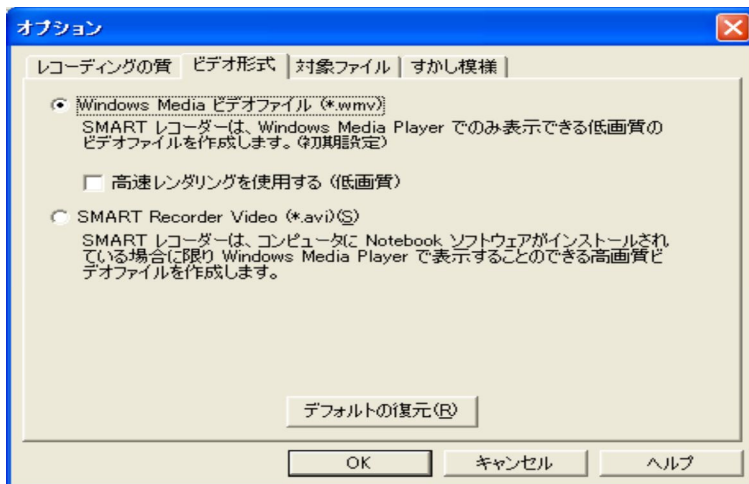 オプション
レコーディングの質 ビデオ形式 対象ファイル すかし模様
Windows Media ビデオファイル (*.wmv)
SMART レコーダーは、Windows Media Player でのみ表示できる低画質の
ビデオファイルを作成します。(初期設定)
高速レンダリングを使用する (低画質)
SMART Recorder Video (*.avi)(S)
SMART レコーダーは、コンピュータに Notebook ソフトウェアがインストールされ
ている場合に限り Windows Media Player で表示することのできる高画質ビ
デオファイルを作成します。
デフォルトの復元(R)
OK キャンセル ヘルプ